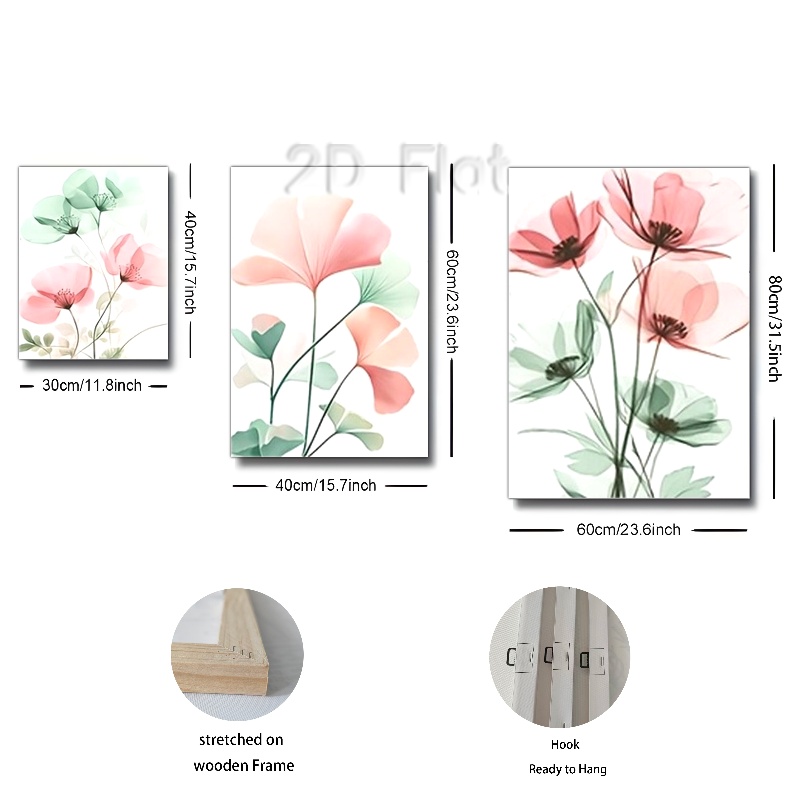 2D Flat
40cm/15.7inch
30cm/11.8inch
60cm/23.6inch
40cm/15.7inch
80cm/31.5inch
60cm/23.6inch
stretched on
wooden Frame
Hook
Ready to Hang